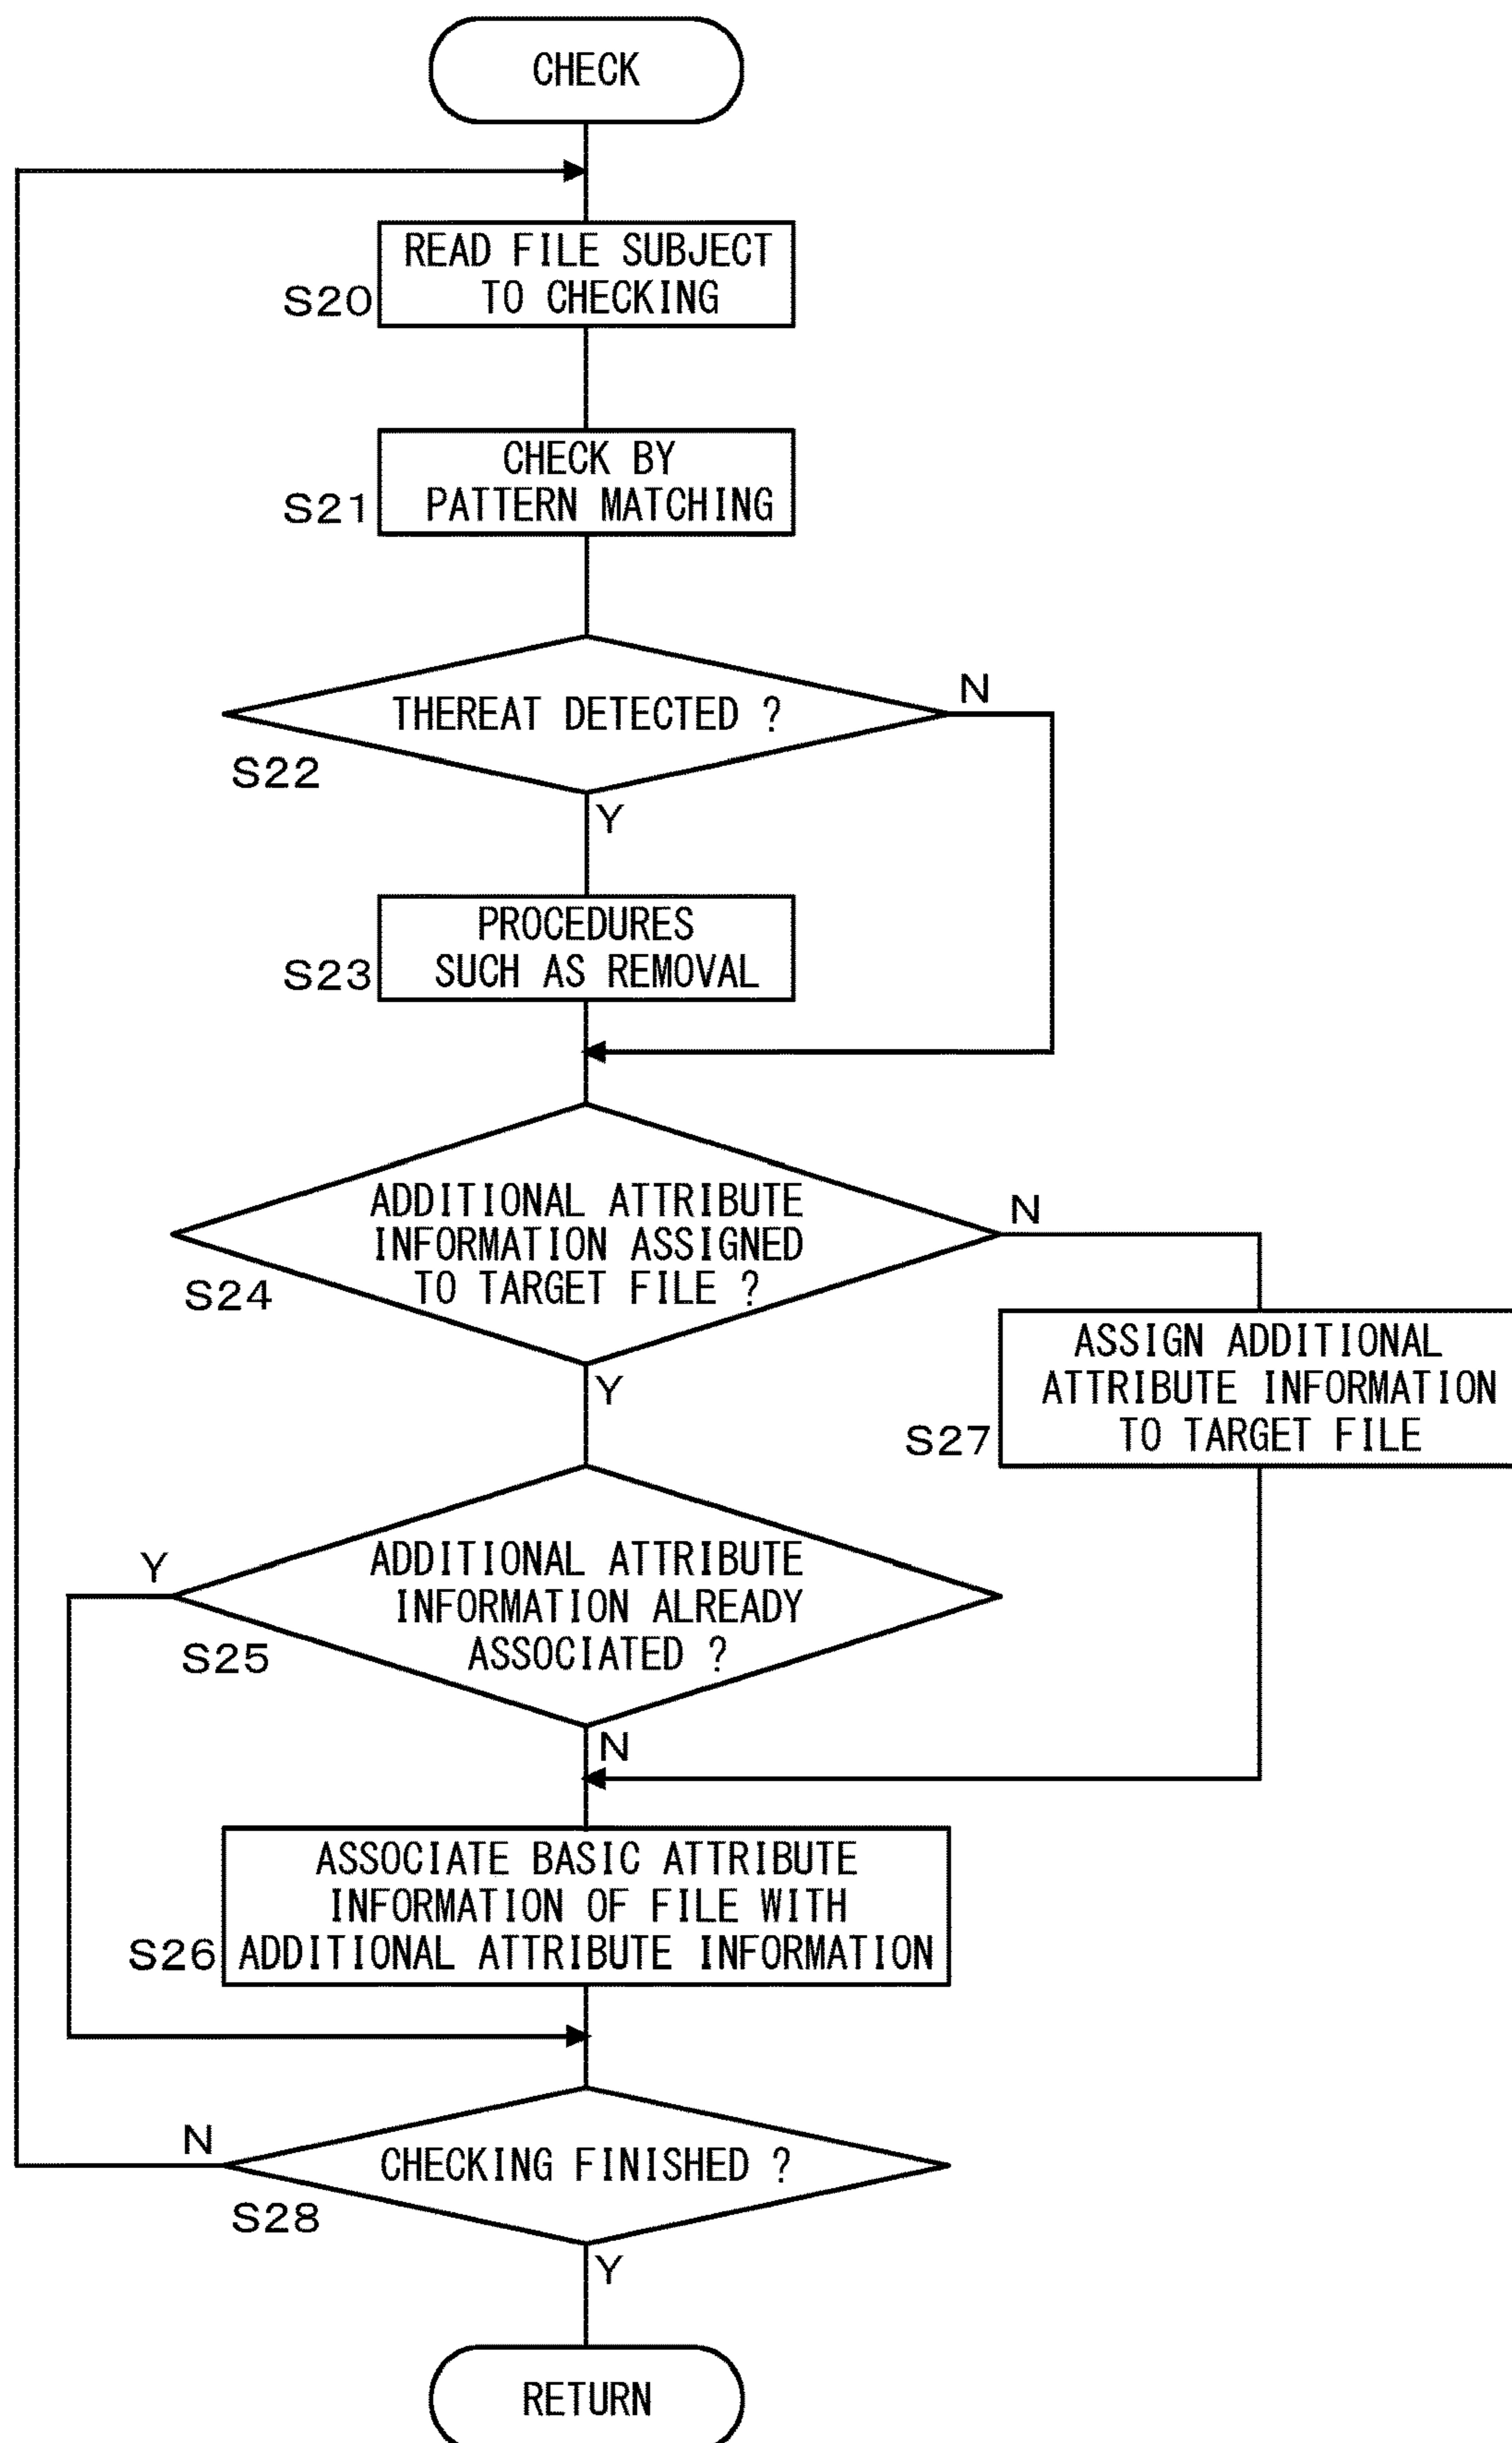 CHECK
READ FILE SUBJECT
TO CHECKING
S20
CHECK BY
PATTERN MATCHING
S21
THEREAT DETECTED ?
N
S22
Y
PROCEDURES
SUCH AS REMOVAL
S23
ADDITIONAL ATTRIBUTE
INFORMATION ASSIGNED
TO TARGET FILE ?
N
S24
Y
ASSIGN ADDITIONAL
ATTRIBUTE INFORMATION
TO TARGET FILE
S27
ADDITIONAL ATTRIBUTE
INFORMATION ALREADY
ASSOCIATED ?
Y
S25
N
ASSOCIATE BASIC ATTRIBUTE
INFORMATION OF FILE WITH
ADDITIONAL ATTRIBUTE INFORMATION
S26
CHECKING FINISHED ?
N
S28
Y
RETURN